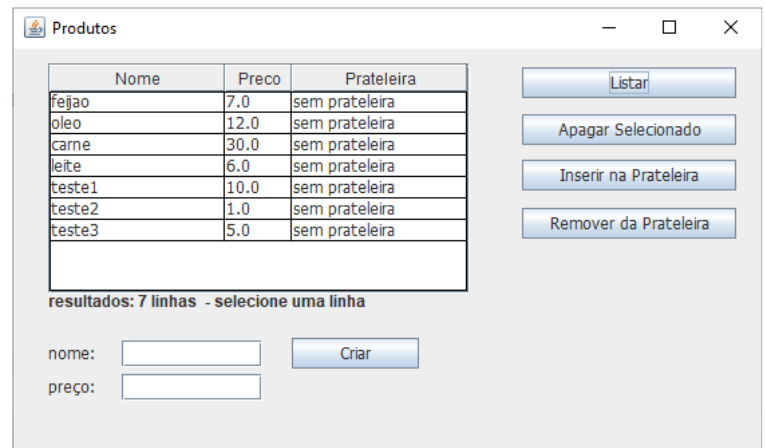 Produtos
Nome Preco Prateleira
feijao 7.0 sem prateleira
oleo 12.0 sem prateleira
carne 30.0 sem prateleira
leite 6.0 sem prateleira
teste1 10.0 sem prateleira
teste2 1.0 sem prateleira
teste3 5.0 sem prateleira
resultados: 7 linhas - selecione uma linha
nome:
Criar
preço:
Listar
Apagar Selecionado
Inserir na Prateleira
Remover da Prateleira